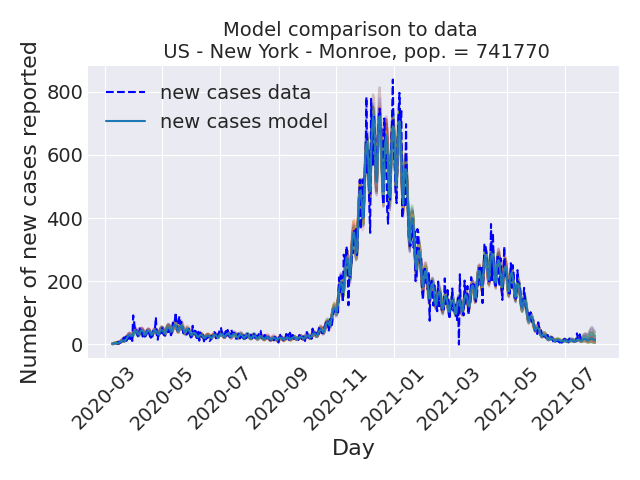 Model comparison to data
US - New York - Monroe, pop. = 741770
Number of new cases reported
800
600
400
200
0
new cases data
new cases model
2020-03
2020-05
2020-07
2020-09
2020-11
2021-01
2021-03
2021-05
2021-07
Day